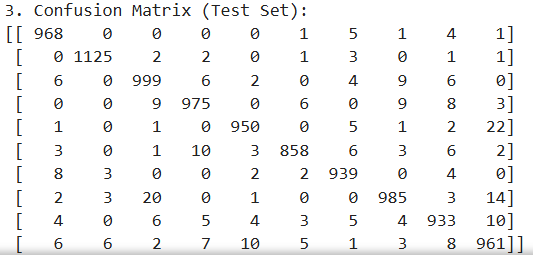 3. Confusion Matrix (Test Set):
[[ 968 0 0 0 0 1 5 1 4 1]
[ 0 1125 2 2 0 1 3 0 1 1]
[ 6 0 999 6 2 0 4 9 6 0]
[ 0 0 9 975 0 6 0 9 8 3]
[ 1 0 1 0 950 0 5 1 2 22]
[ 3 0 1 10 3 858 6 3 6 2]
[ 8 3 0 0 2 2 939 0 4 0]
[ 2 3 20 0 1 0 0 985 3 14]
[ 4 0 6 5 4 3 5 4 933 10]
[ 6 6 2 7 10 5 1 3 8 961]]